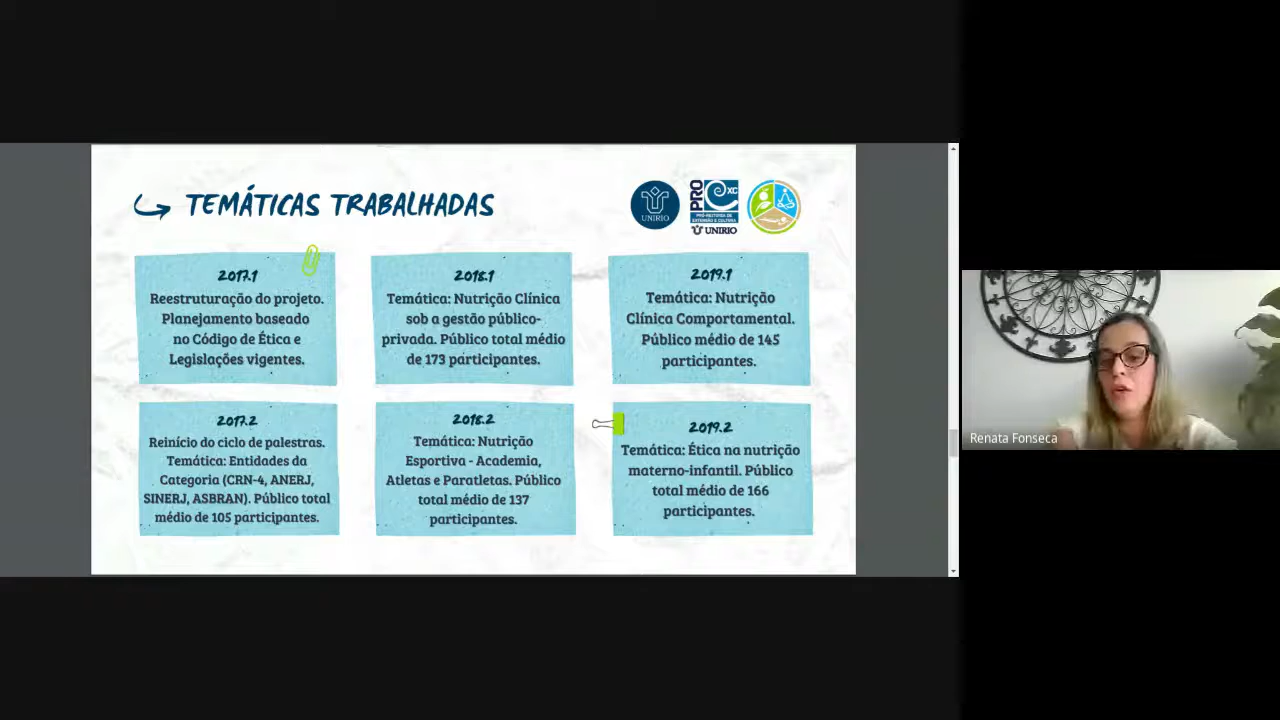 TEMÁTICAS TRABALHADAS
UNIRIO
PRO
EXC
PRÓ-REITORIA DE
EXTENSÃO E CULTURA
UNIRIO
2017.1
Reestruturação do projeto.
Planejamento baseado
no Código de Ética e
Legislações vigentes.
2018.1
Temática: Nutrição Clínica
sob a gestão público-
privada. Público total médio
de 173 participantes.
2019.1
Temática: Nutrição
Clínica Comportamental.
Público médio de 145
participantes.
2017.2
Reinício do ciclo de palestras.
Temática: Entidades da
Categoria (CRN-4, ANERJ,
SINERJ, ASBRAN). Público total
médio de 105 participantes.
2018.2
Temática: Nutrição
Esportiva - Academia,
Atletas e Paratletas. Público
total médio de 137
participantes.
2019.2
Temática: Ética na nutrição
materno-infantil. Público
total médio de 166
participantes.
Renata Fonseca